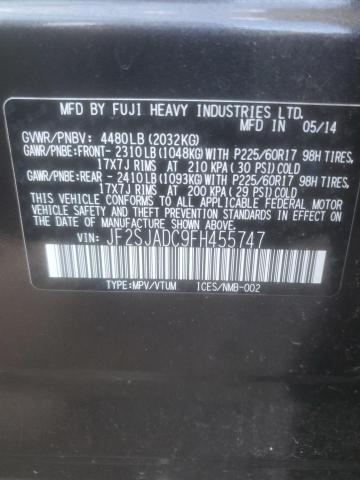 MFD BY FUJI HEAVY INDUSTRIES LTD. 05/14
GVWR/PNBV: 4480LB (2032KG)
GAWR/PNBE:FRONT- 2310LB (1048KG) WITH P225/60R17 98H TIRES,
17X7J RIMS AT 210 KPA (30 PSI) COLD
GAWR/PNBE:REAR - 2410LB (1093KG) WITH P225/60R17 98H TIRES,
17X7J RIMS AT 200 KPA (29 PSI) COLD
THIS VEHICLE CONFORMS TO ALL APPLICABLE
FEDERAL MOTOR VEHICLE SAFETY, BUMPER, AND
THEFT PREVENTION STANDARDS IN EFFECT ON
THE DATE OF MANUFACTURE SHOWN ABOVE.
VIN: JF2SJADC9FH455747
TYPE:MPV/VTUM ICES/NMB-002